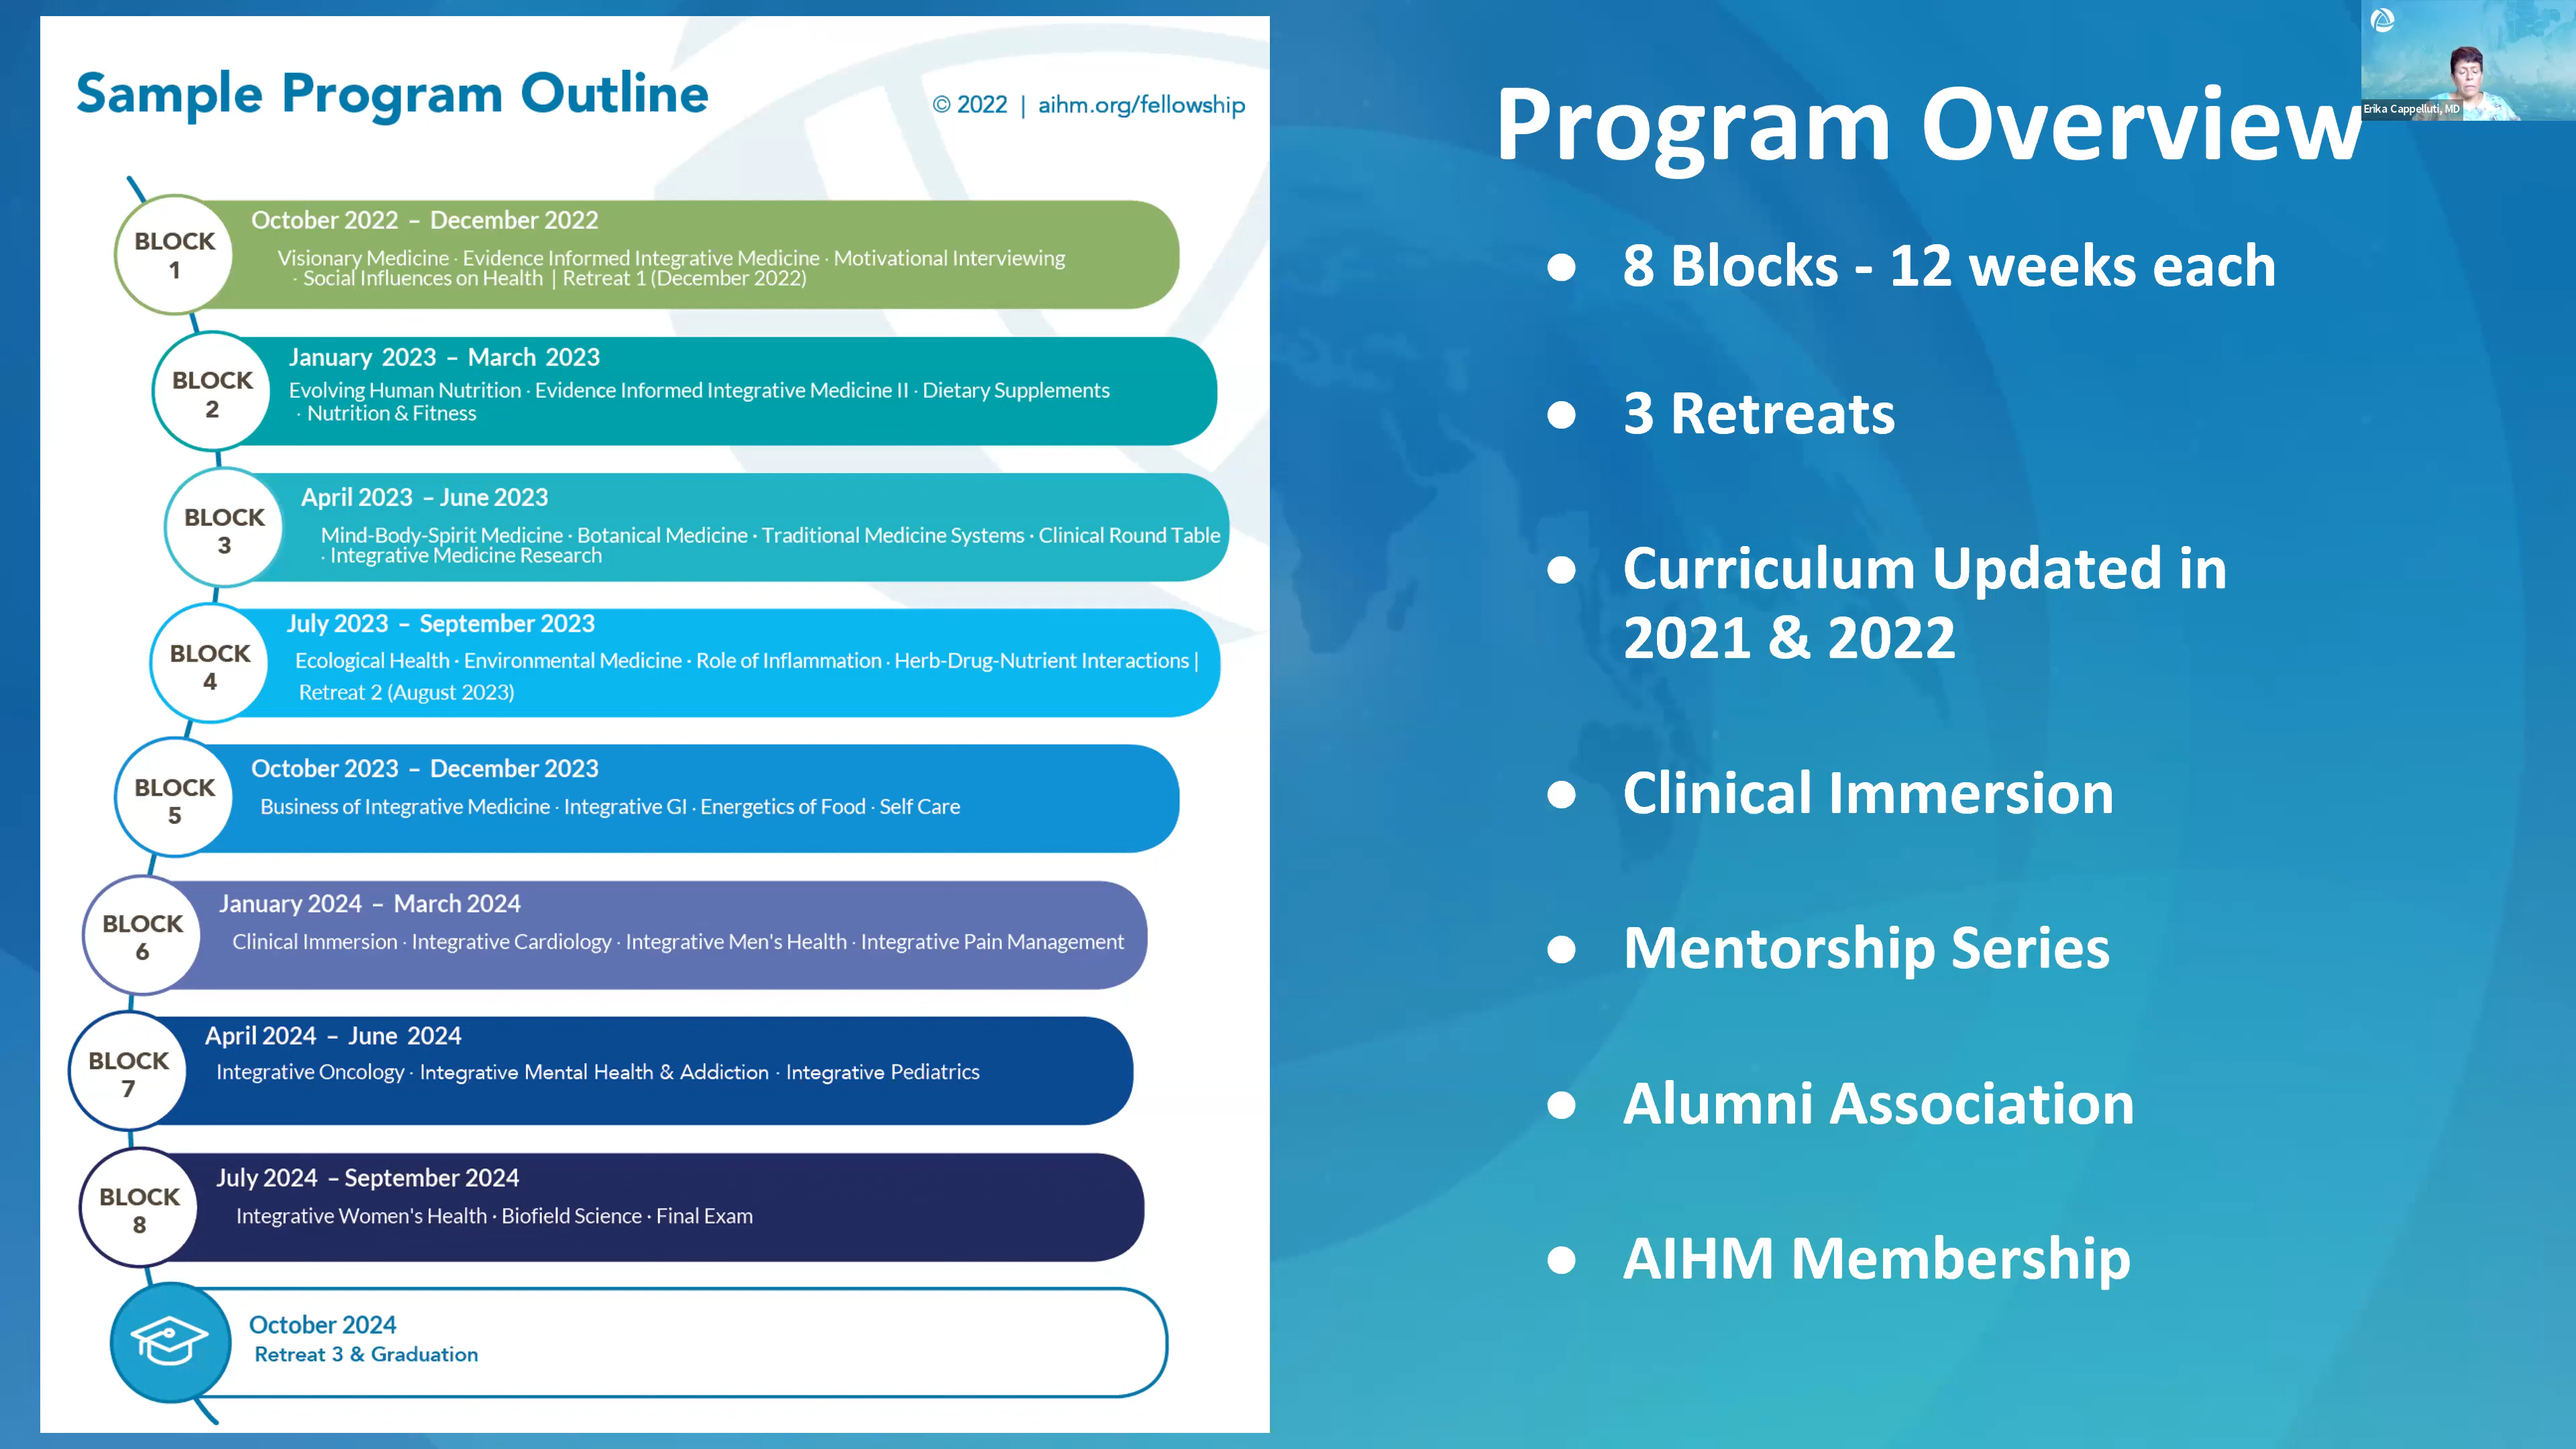 Sample Program Outline
© 2022 | aihm.org/fellowship
BLOCK
1
October 2022 – December 2022
Visionary Medicine · Evidence Informed Integrative Medicine · Motivational Interviewing
· Social Influences on Health | Retreat 1 (December 2022)
BLOCK
2
January 2023 – March 2023
Evolving Human Nutrition · Evidence Informed Integrative Medicine II · Dietary Supplements
· Nutrition & Fitness
BLOCK
3
April 2023 – June 2023
Mind-Body-Spirit Medicine · Botanical Medicine · Traditional Medicine Systems · Clinical Round Table
· Integrative Medicine Research
BLOCK
4
July 2023 – September 2023
Ecological Health · Environmental Medicine · Role of Inflammation · Herb-Drug-Nutrient Interactions |
Retreat 2 (August 2023)
BLOCK
5
October 2023 – December 2023
Business of Integrative Medicine · Integrative GI · Energetics of Food · Self Care
BLOCK
6
January 2024 – March 2024
Clinical Immersion · Integrative Cardiology · Integrative Men's Health · Integrative Pain Management
BLOCK
7
April 2024 – June 2024
Integrative Oncology · Integrative Mental Health & Addiction · Integrative Pediatrics
BLOCK
8
July 2024 – September 2024
Integrative Women's Health · Biofield Science · Final Exam
October 2024
Retreat 3 & Graduation
Program Overview
● 8 Blocks - 12 weeks each
● 3 Retreats
● Curriculum Updated in
2021 & 2022
● Clinical Immersion
● Mentorship Series
● Alumni Association
● AIHM Membership
Erika Cappelluti, MD